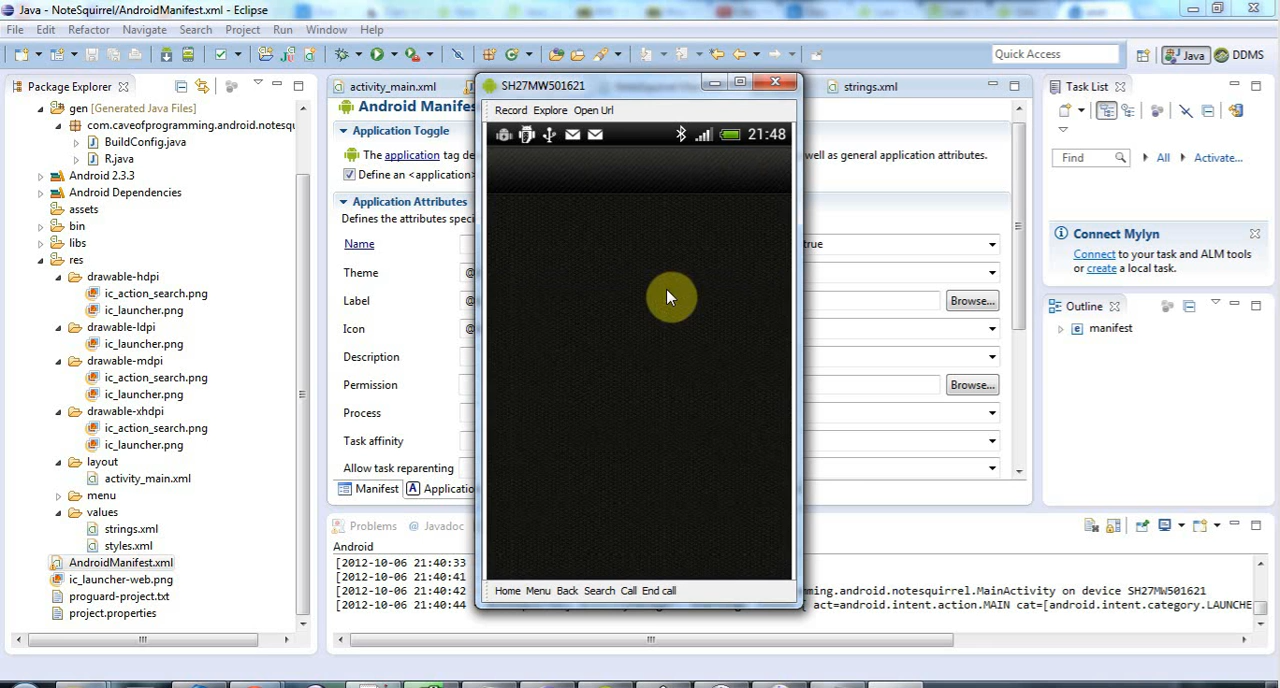 Java - NoteSquirrel/AndroidManifest.xml - Eclipse
File Edit Refactor Navigate Search Project Run Window Help
Quick Access
Java
DDMS
Package Explorer
gen [Generated Java Files]
com.caveofprogramming.android.notesqu
BuildConfig.java
R.java
Android 2.3.3
Android Dependencies
assets
bin
libs
res
drawable-hdpi
ic_action_search.png
ic_launcher.png
drawable-ldpi
ic_launcher.png
drawable-mdpi
ic_action_search.png
ic_launcher.png
drawable-xhdpi
ic_action_search.png
ic_launcher.png
layout
activity_main.xml
menu
values
strings.xml
styles.xml
AndroidManifest.xml
ic_launcher-web.png
proguard-project.txt
project.properties
activity_main.xml
strings.xml
Android Manifes
Application Toggle
The application tag de
well as general application attributes.
Define an <application>
Application Attributes
Defines the attributes speci
Name
true
Theme
Label
Browse...
Icon
Description
Permission
Browse...
Process
Task affinity
Allow task reparenting
Manifest
A Applicatio
SH27MW501621
Record Explore Open Url
21:48
Home Menu Back Search Call End call
Problems
@ Javadoc
Android
[2012-10-06 21:40:33
[2012-10-06 21:40:41
[2012-10-06 21:40:42
ming.android.notesquirrel.MainActivity on device SH27MW501621
[2012-10-06 21:40:44
act=android.intent.action.MAIN cat=[android.intent.category.LAUNCHE
Task List
Find
All
Activate...
Connect Mylyn
Connect to your task and ALM tools
or create a local task.
Outline
manifest